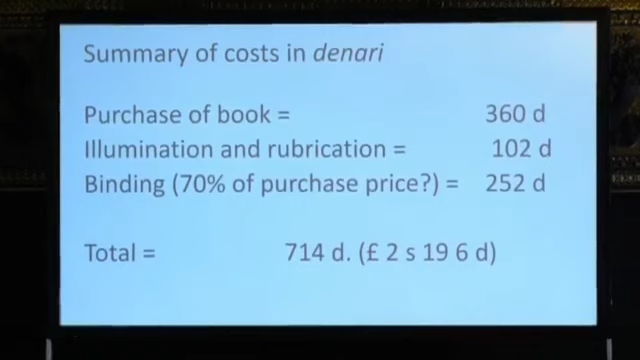 Summary of costs in denari
Purchase of book = 360 d
Illumination and rubrication = 102 d
Binding (70% of purchase price?) = 252 d
Total = 714 d. (£ 2 s 19 6 d)